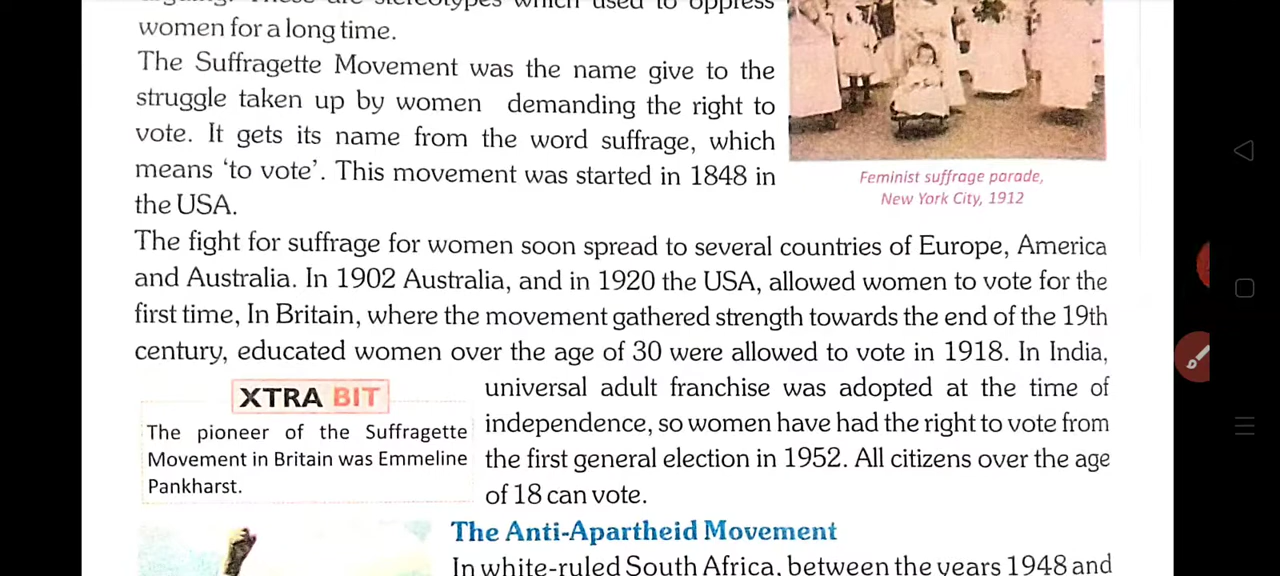 arguing. These are stereotypes which used to oppress
women for a long time.
The Suffragette Movement was the name give to the
struggle taken up by women demanding the right to
vote. It gets its name from the word suffrage, which
means ‘to vote’. This movement was started in 1848 in
the USA.
Feminist suffrage parade,
New York City, 1912
The fight for suffrage for women soon spread to several countries of Europe, America
and Australia. In 1902 Australia, and in 1920 the USA, allowed women to vote for the
first time, In Britain, where the movement gathered strength towards the end of the 19th
century, educated women over the age of 30 were allowed to vote in 1918. In India,
universal adult franchise was adopted at the time of
independence, so women have had the right to vote from
the first general election in 1952. All citizens over the age
of 18 can vote.
XTRA BIT
The pioneer of the Suffragette
Movement in Britain was Emmeline
Pankharst.
The Anti-Apartheid Movement
In white-ruled South Africa, between the years 1948 and